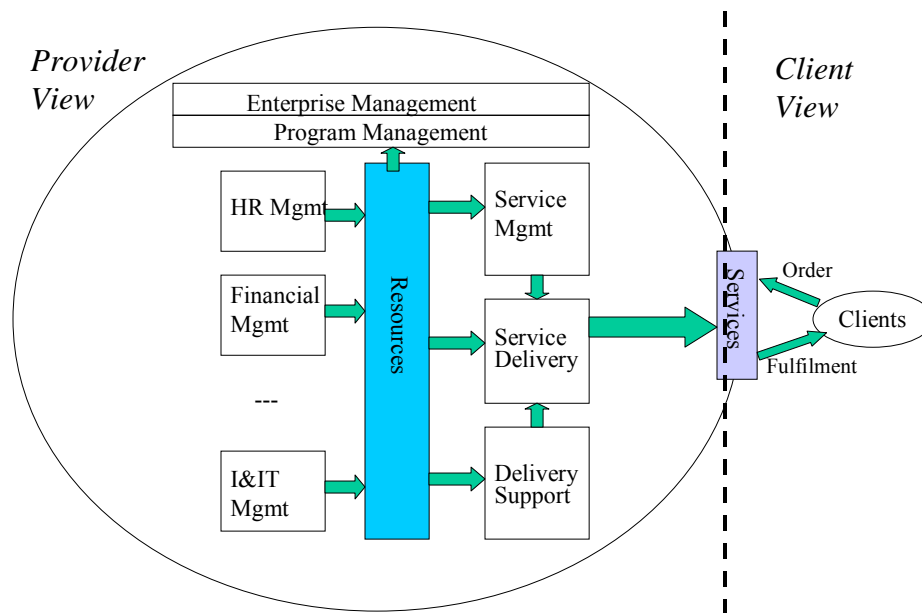 Provider
View
Client
View
Enterprise Management
Program Management
HR Mgmt
Service
Mgmt
Resources
Services
Order
Financial
Mgmt
Service
Delivery
Clients
Fulfilment
---
I&IT
Mgmt
Delivery
Support